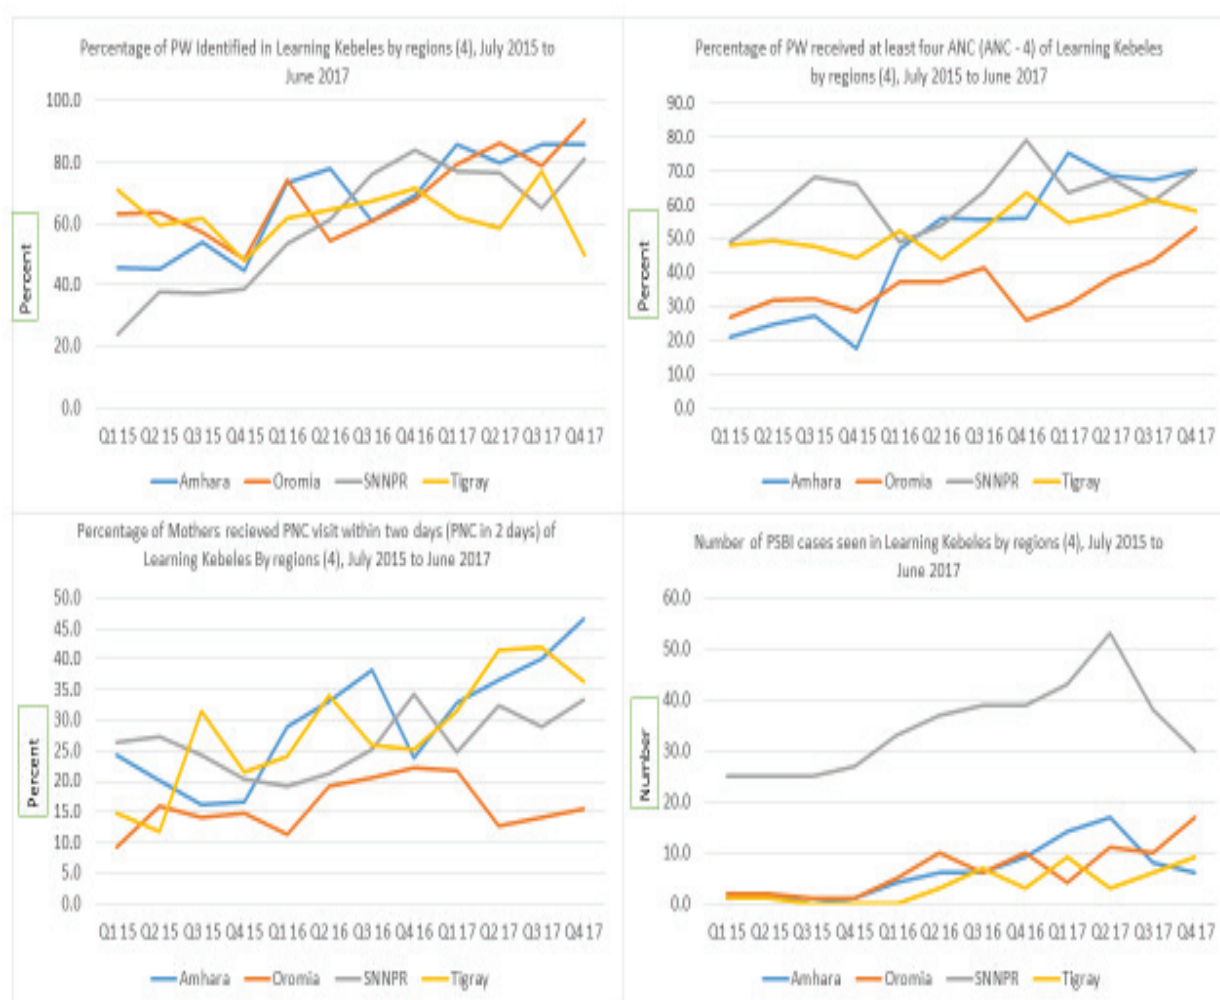 Percentage of PW Identified in Learning Kebeles by regions (4), July 2015 to
June 2017
100.0
80.0
60.0
40.0
20.0
0.0
Percent
Q1 15 Q2 15 Q3 15 Q4 15 Q1 16 Q2 16 Q3 16 Q4 16 Q1 17 Q2 17 Q3 17 Q4 17
Amhara Oromia SNNPR Tigray
Percentage of PW received at least four ANC (ANC - 4) of Learning Kebeles
by regions (4), July 2015 to June 2017
90.0
80.0
70.0
60.0
50.0
40.0
30.0
20.0
10.0
0.0
Percent
Q1 15 Q2 15 Q3 15 Q4 15 Q1 16 Q2 16 Q3 16 Q4 16 Q1 17 Q2 17 Q3 17 Q4 17
Amhara Oromia SNNPR Tigray
Percentage of Mothers recieved PNC visit within two days (PNC in 2 days) of
Learning Kebeles By regions (4), July 2015 to June 2017
50.0
45.0
40.0
35.0
30.0
25.0
20.0
15.0
10.0
5.0
0.0
Percent
Q1 15 Q2 15 Q3 15 Q4 15 Q1 16 Q2 16 Q3 16 Q4 16 Q1 17 Q2 17 Q3 17 Q4 17
Amhara Oromia SNNPR Tigray
Number of PSBI cases seen in Learning Kebeles by regions (4), July 2015 to
June 2017
60.0
50.0
40.0
30.0
20.0
10.0
0.0
Number
Q1 15 Q2 15 Q3 15 Q4 15 Q1 16 Q2 16 Q3 16 Q4 16 Q1 17 Q2 17 Q3 17 Q4 17
Amhara Oromia SNNPR Tigray